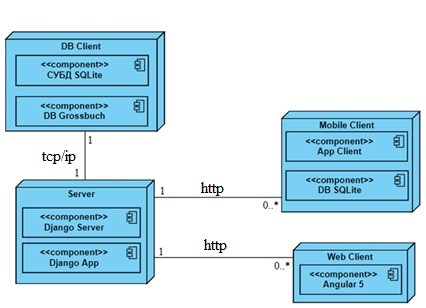 DB Client
<<component>>
СУБД SQLite
<<component>>
DB Grossbuch
1
tcp/ip
1
Server
<<component>>
Django Server
<<component>>
Django App
1
http
0..*
Mobile Client
<<component>>
App Client
<<component>>
DB SQLite
1
http
0..*
Web Client
<<component>>
Angular 5